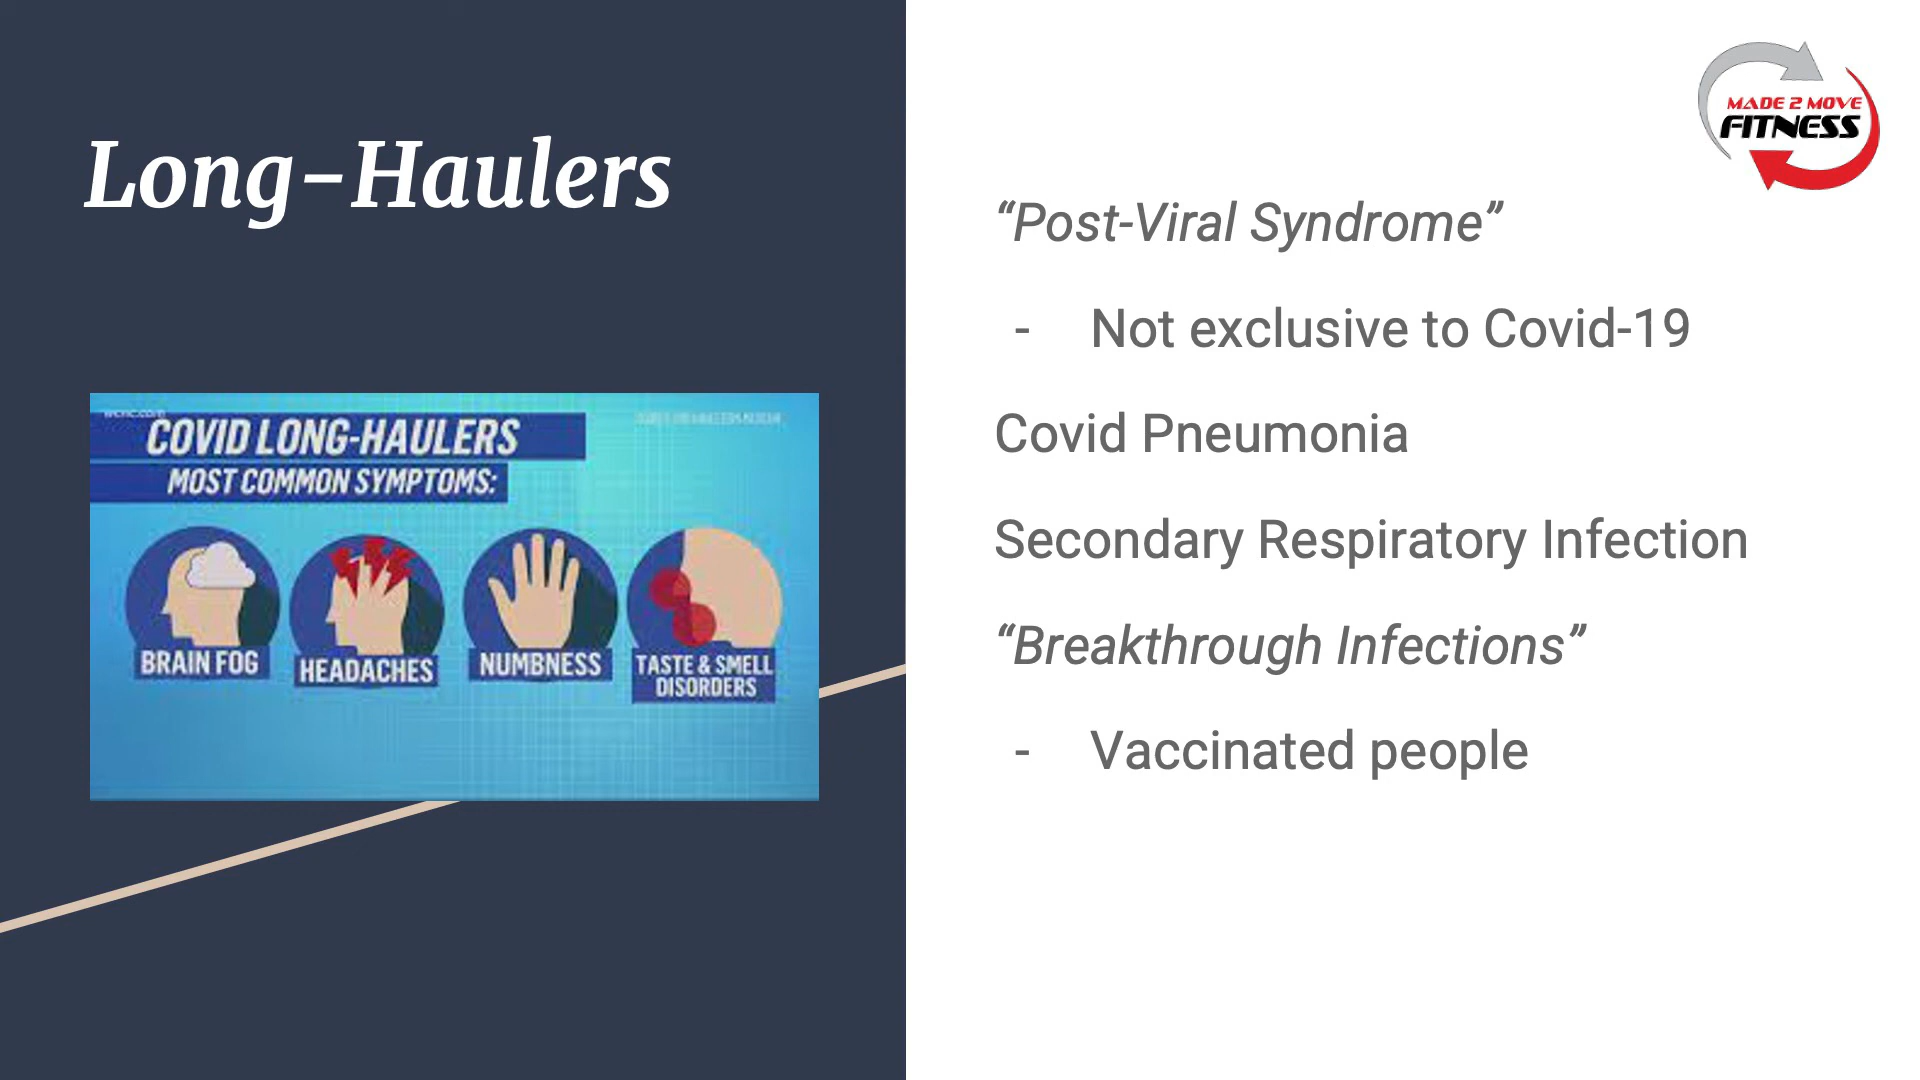 Long-Haulers
COVID LONG-HAULERS
MOST COMMON SYMPTOMS:
BRAIN FOG
HEADACHES
NUMBNESS
TASTE & SMELL
DISORDERS
MADE 2 MOVE
FITNESS
“Post-Viral Syndrome”
- Not exclusive to Covid-19
Covid Pneumonia
Secondary Respiratory Infection
“Breakthrough Infections”
- Vaccinated people